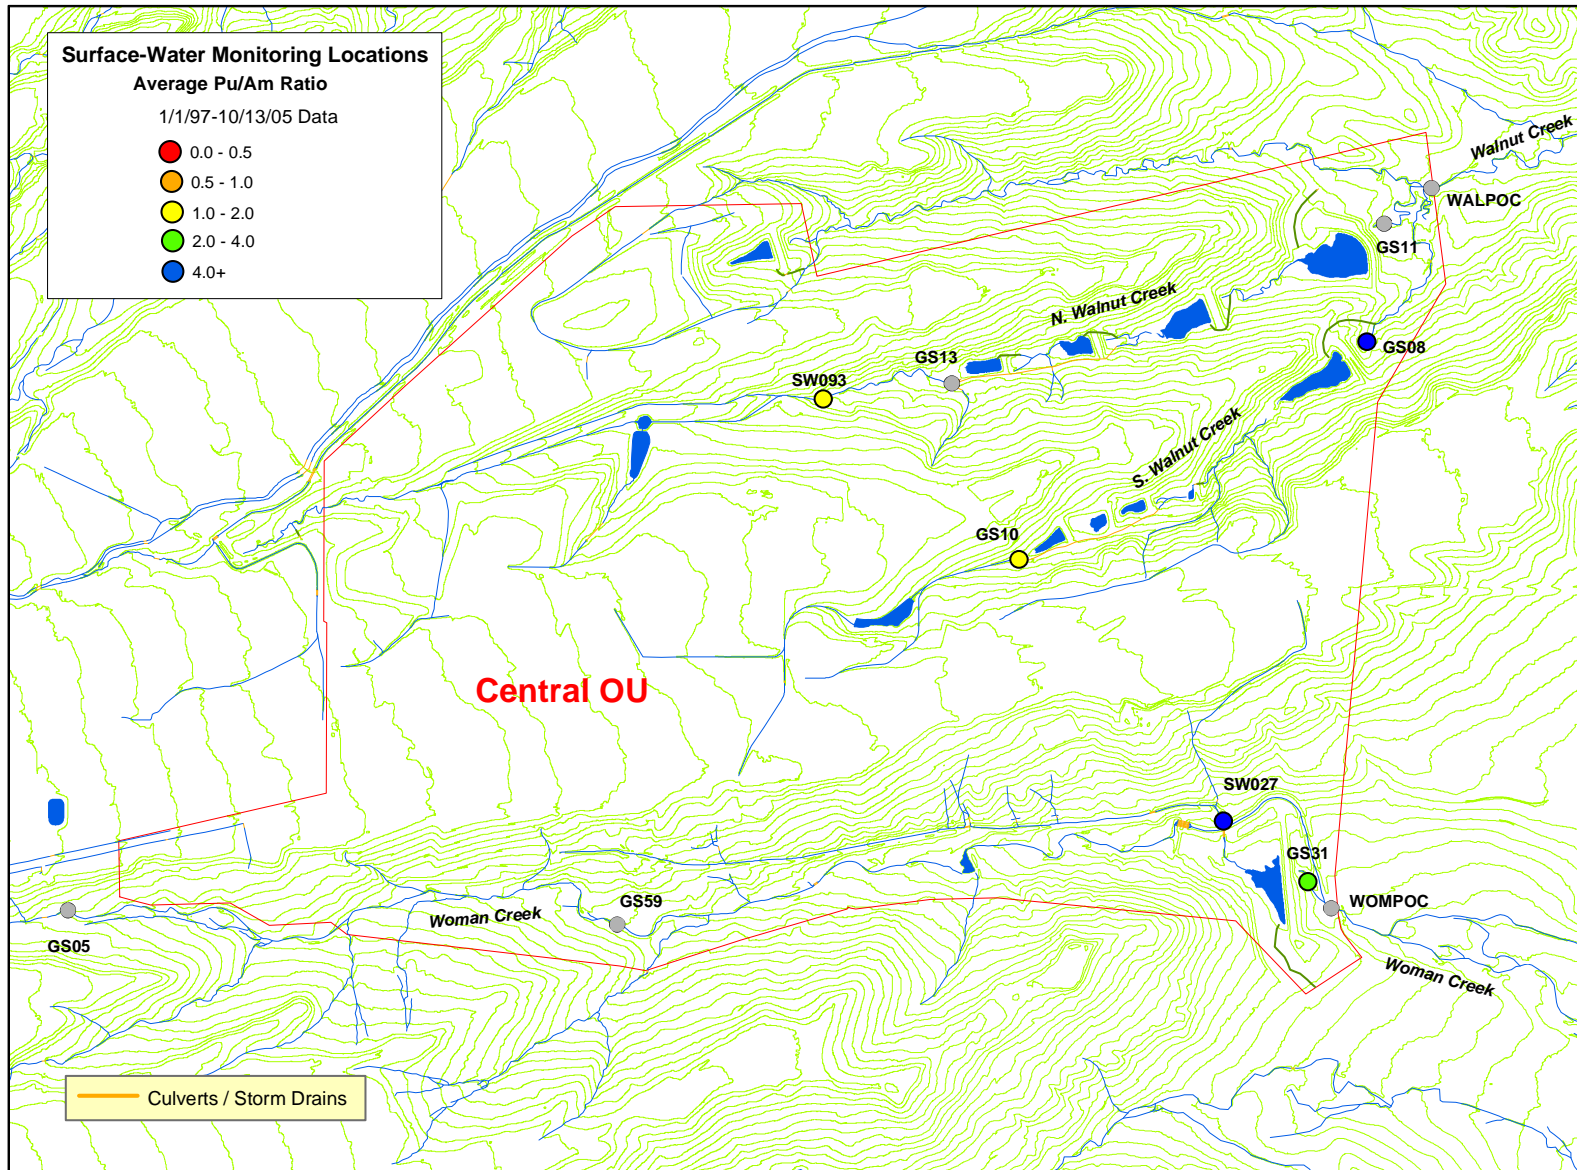 Surface-Water Monitoring Locations
Average Pu/Am Ratio
1/1/97-10/13/05 Data
0.0 - 0.5
0.5 - 1.0
1.0 - 2.0
2.0 - 4.0
4.0+
Walnut Creek
WALPOC
GS11
N. Walnut Creek
GS08
GS13
SW093
S. Walnut Creek
GS10
Central OU
SW027
GS31
WOMPOC
GS59
Woman Creek
GS05
Woman Creek
Culverts / Storm Drains